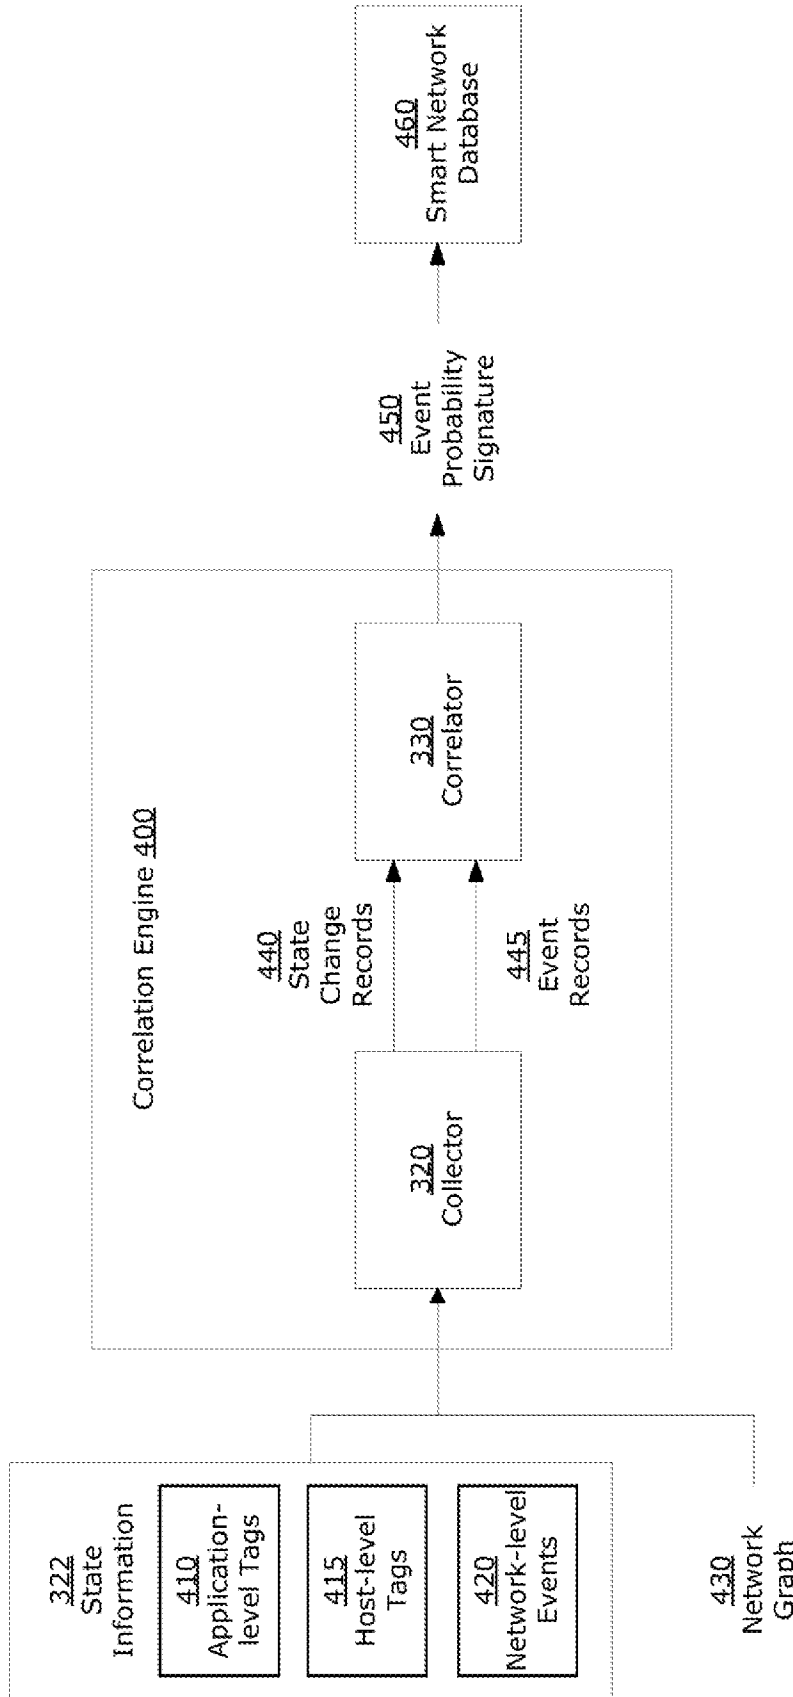 322
State
Information
410
Application-
level Tags
415
Host-level
Tags
420
Network-level
Events
430
Network
Graph
Correlation Engine 400
320
Collector
440
State
Change
Records
445
Event
Records
330
Correlator
450
Event
Probability
Signature
460
Smart Network
Database